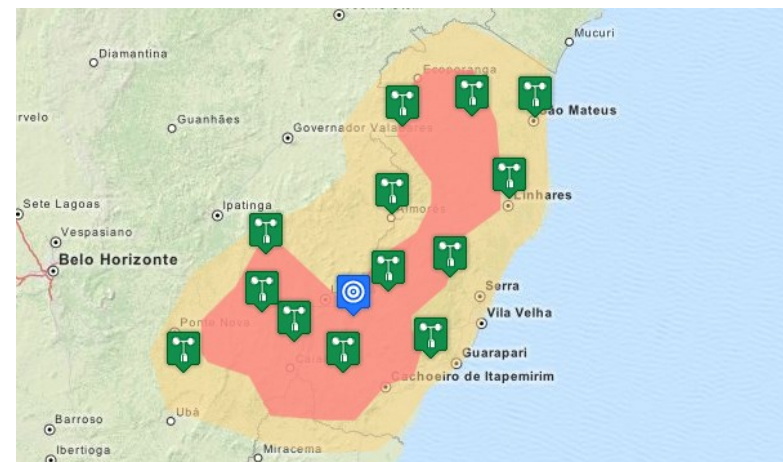 Mucuri
Diamantina
Ecoporanga
São Mateus
Guanhães
Governador Valadares
Sete Lagoas
Ipatinga
Aimorés
Linhares
Vespasiano
Belo Horizonte
Serra
Vila Velha
Ponte Nova
Guarapari
Cachoeiro de Itapemirim
Ubá
Barroso
Ibertioga
Miracema